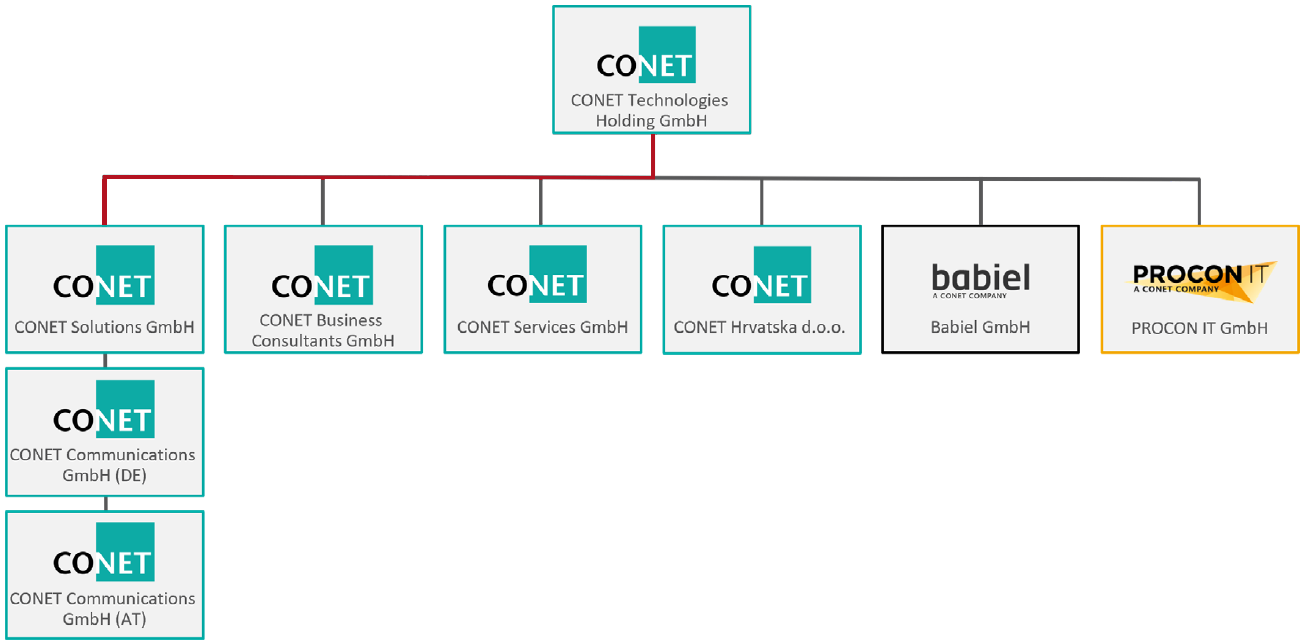 CONET
CONET Technologies
Holding GmbH
CONET
CONET Solutions GmbH
CONET
CONET Business
Consultants GmbH
CONET
CONET Services GmbH
CONET
CONET Hrvatska d.o.o.
babiel
A CONET COMPANY
Babiel GmbH
PROCON IT
A CONET COMPANY
PROCON IT GmbH
CONET
CONET Communications
GmbH (DE)
CONET
CONET Communications
GmbH (AT)